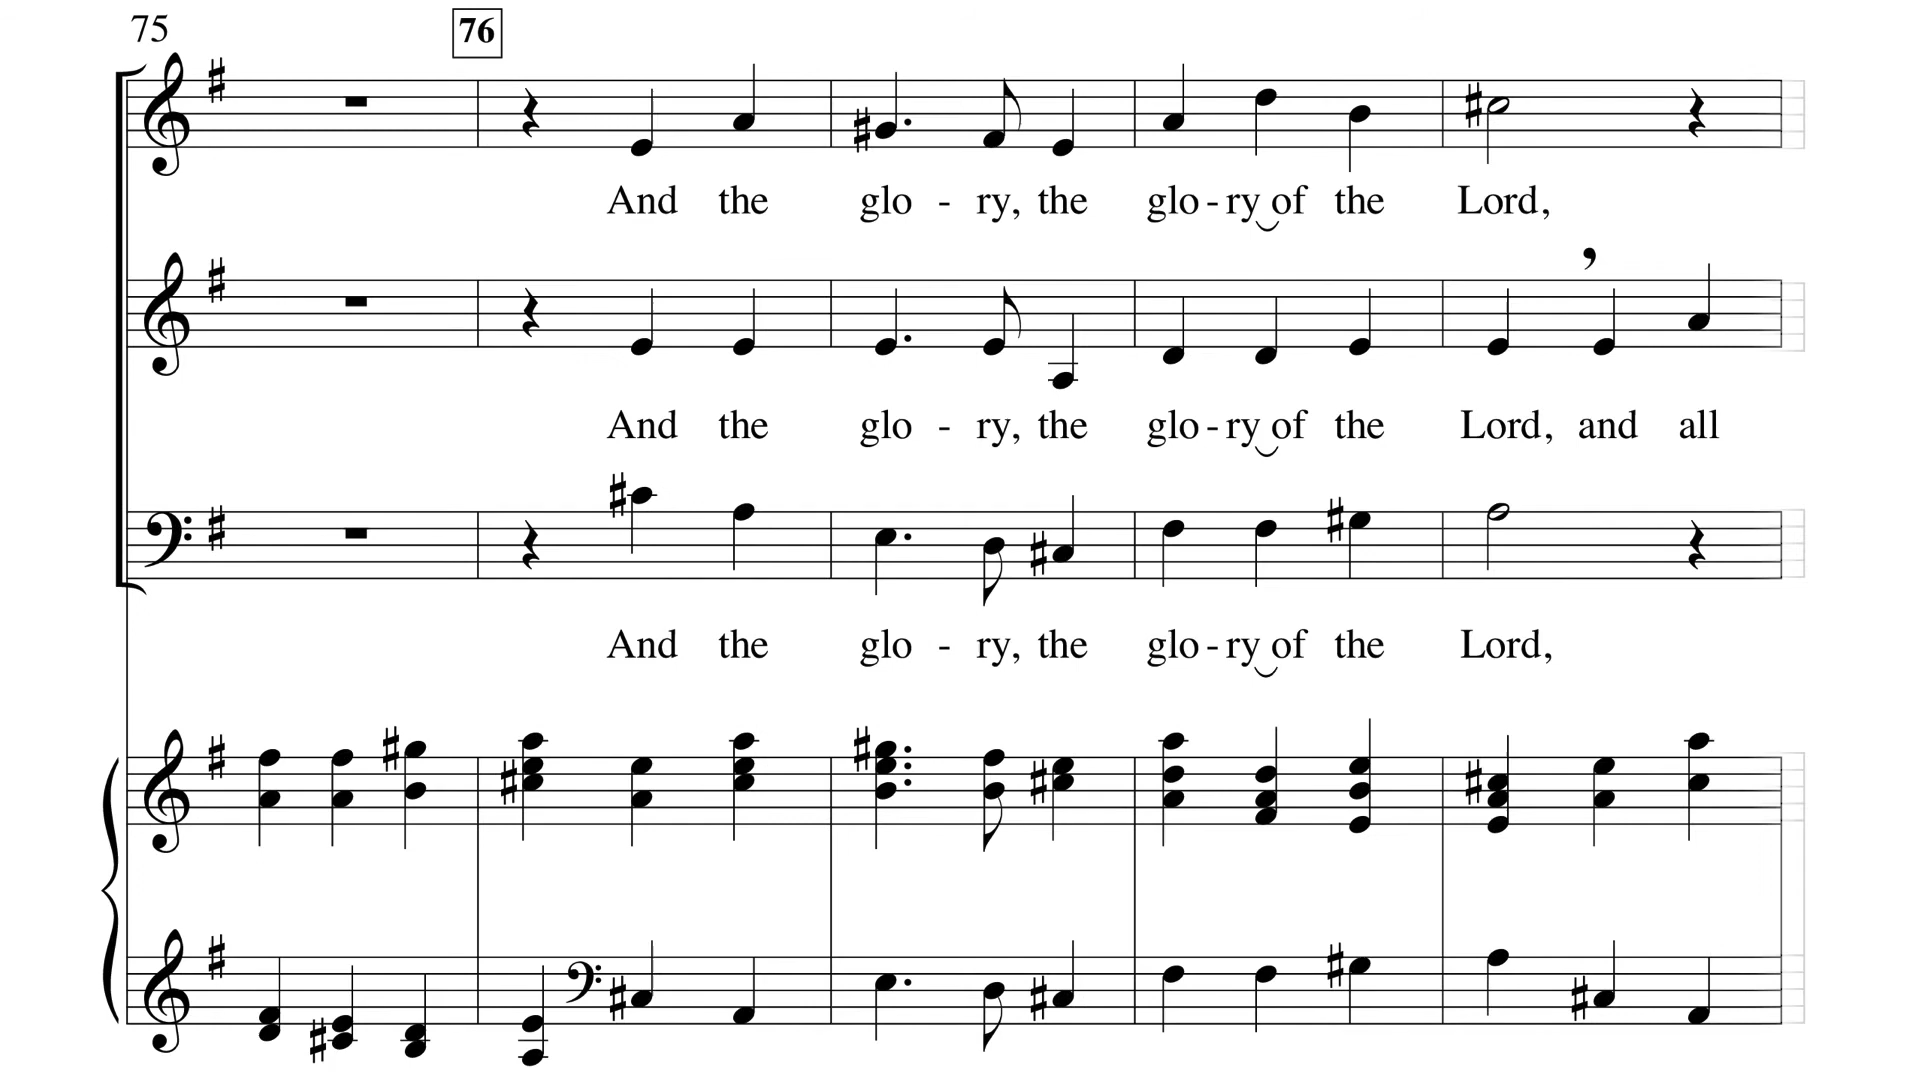 75 76
And the glo - ry, the glo - ry of the Lord,
And the glo - ry, the glo - ry of the Lord, and all
And the glo - ry, the glo - ry of the Lord,